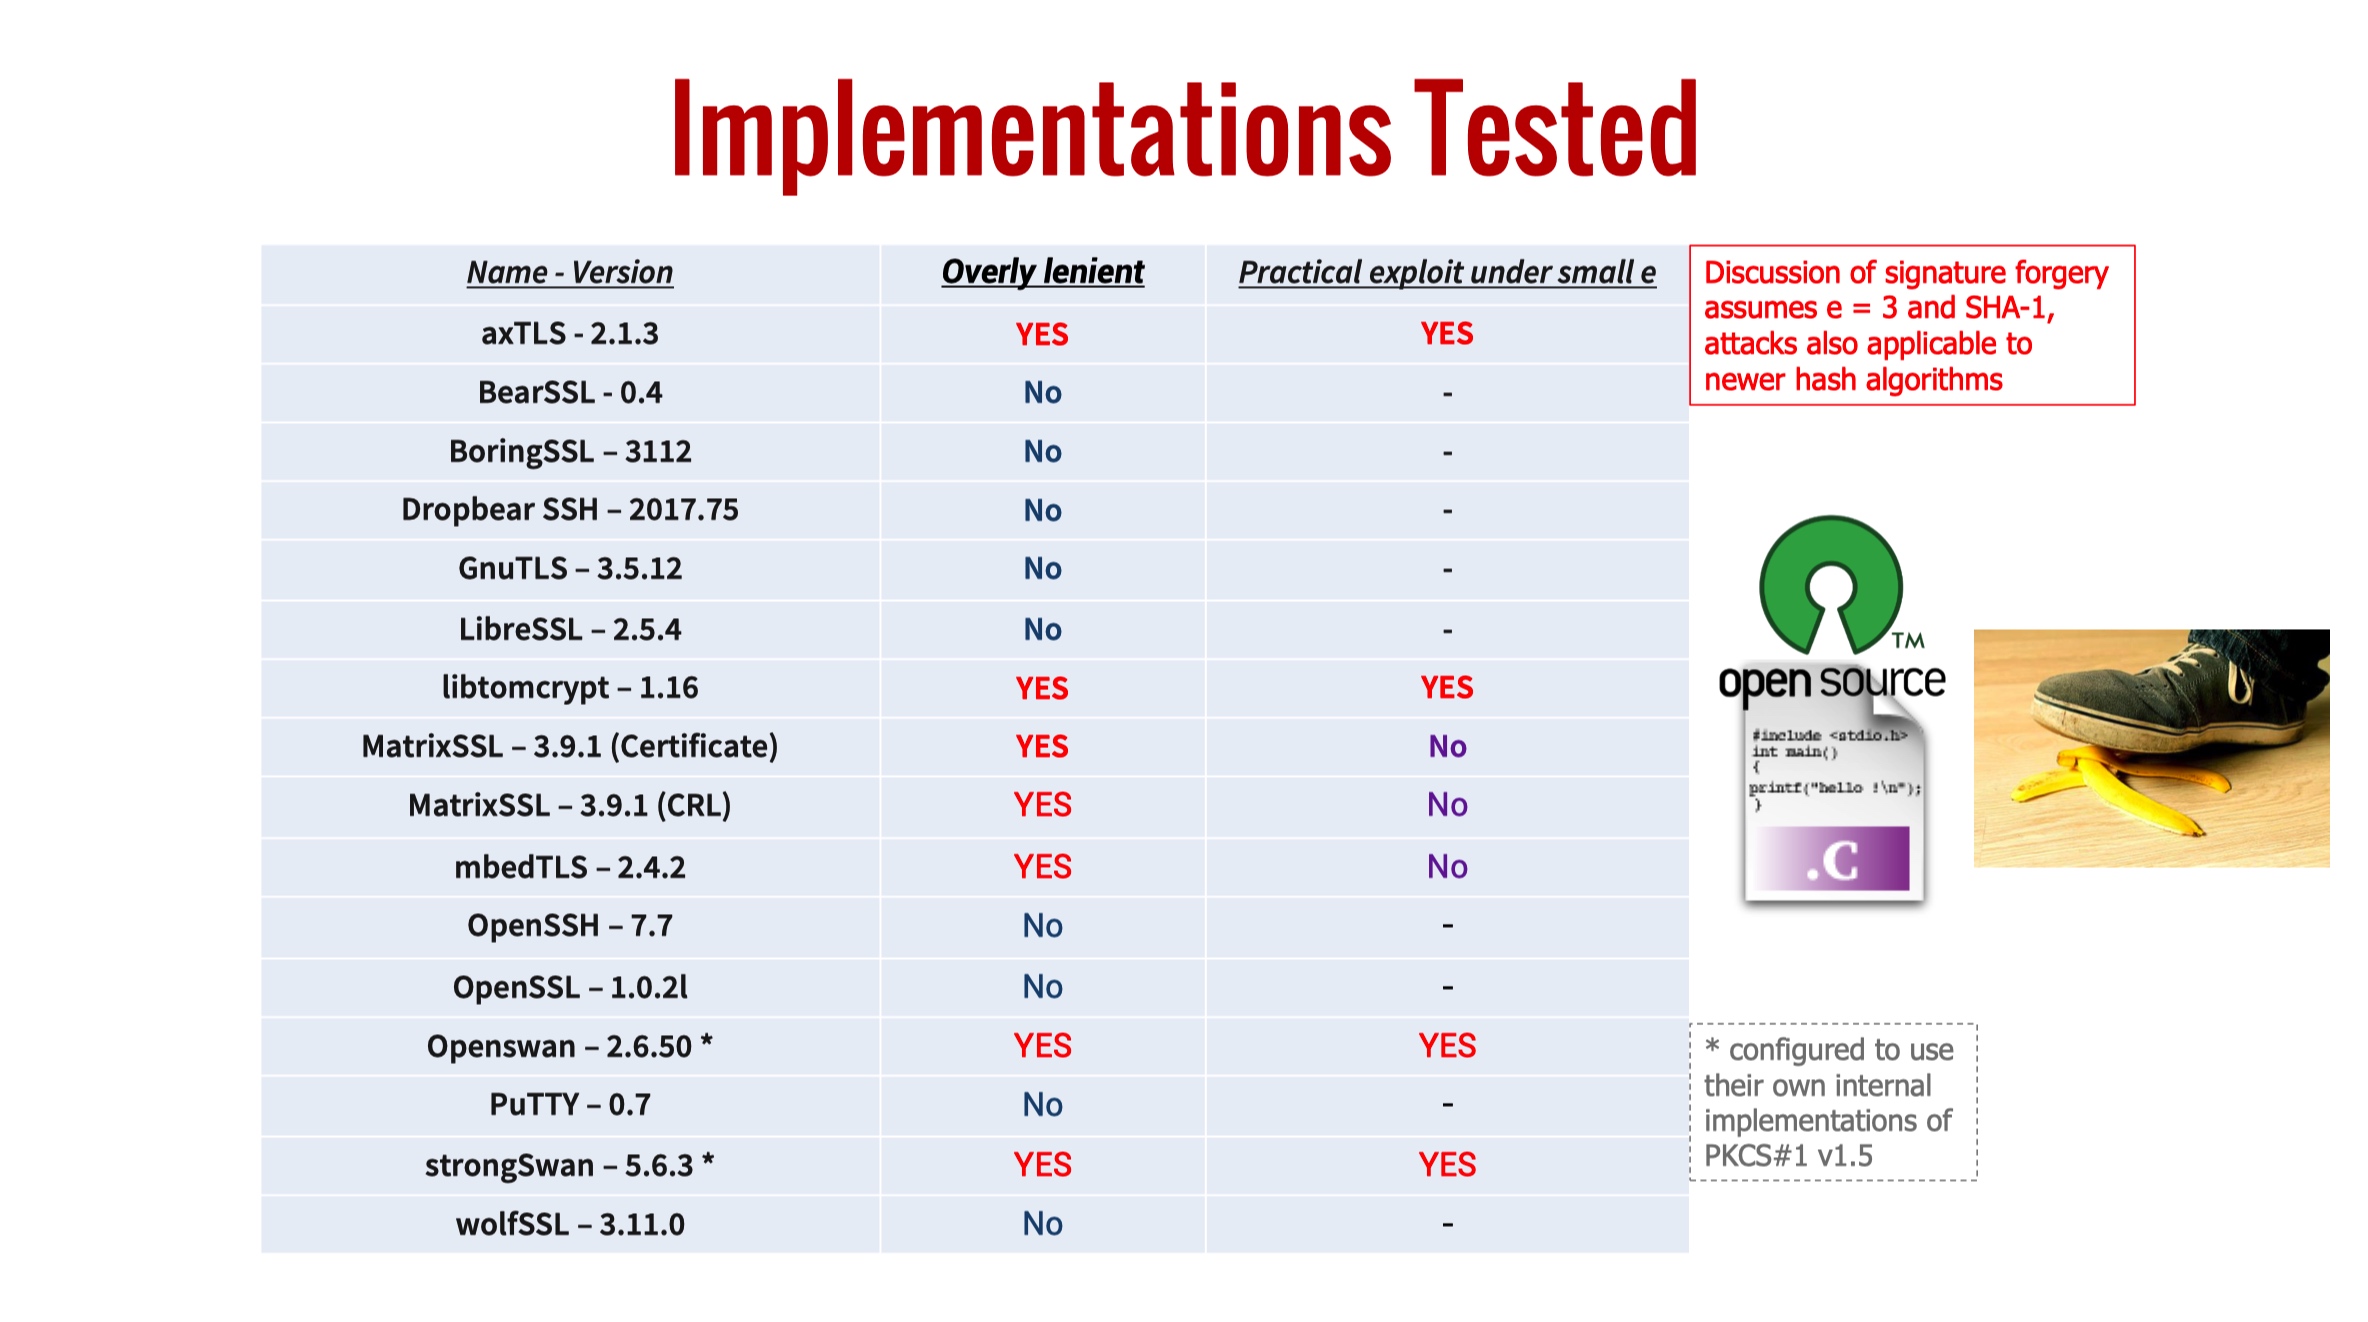 Implementations Tested
Name - Version Overly lenient Practical exploit under small e
axTLS - 2.1.3 YES YES
BearSSL - 0.4 No -
BoringSSL – 3112 No -
Dropbear SSH – 2017.75 No -
GnuTLS – 3.5.12 No -
LibreSSL – 2.5.4 No -
libtomcrypt – 1.16 YES YES
MatrixSSL – 3.9.1 (Certificate) YES No
MatrixSSL – 3.9.1 (CRL) YES No
mbedTLS – 2.4.2 YES No
OpenSSH – 7.7 No -
OpenSSL – 1.0.2l No -
Openswan – 2.6.50 * YES YES
PuTTY – 0.7 No -
strongSwan – 5.6.3 * YES YES
wolfSSL – 3.11.0 No -
Discussion of signature forgery
assumes e = 3 and SHA-1,
attacks also applicable to
newer hash algorithms
TM
open source
#include <stdio.h>
int main()
{
printf("hello !\n");
}
.C
* configured to use
their own internal
implementations of
PKCS#1 v1.5